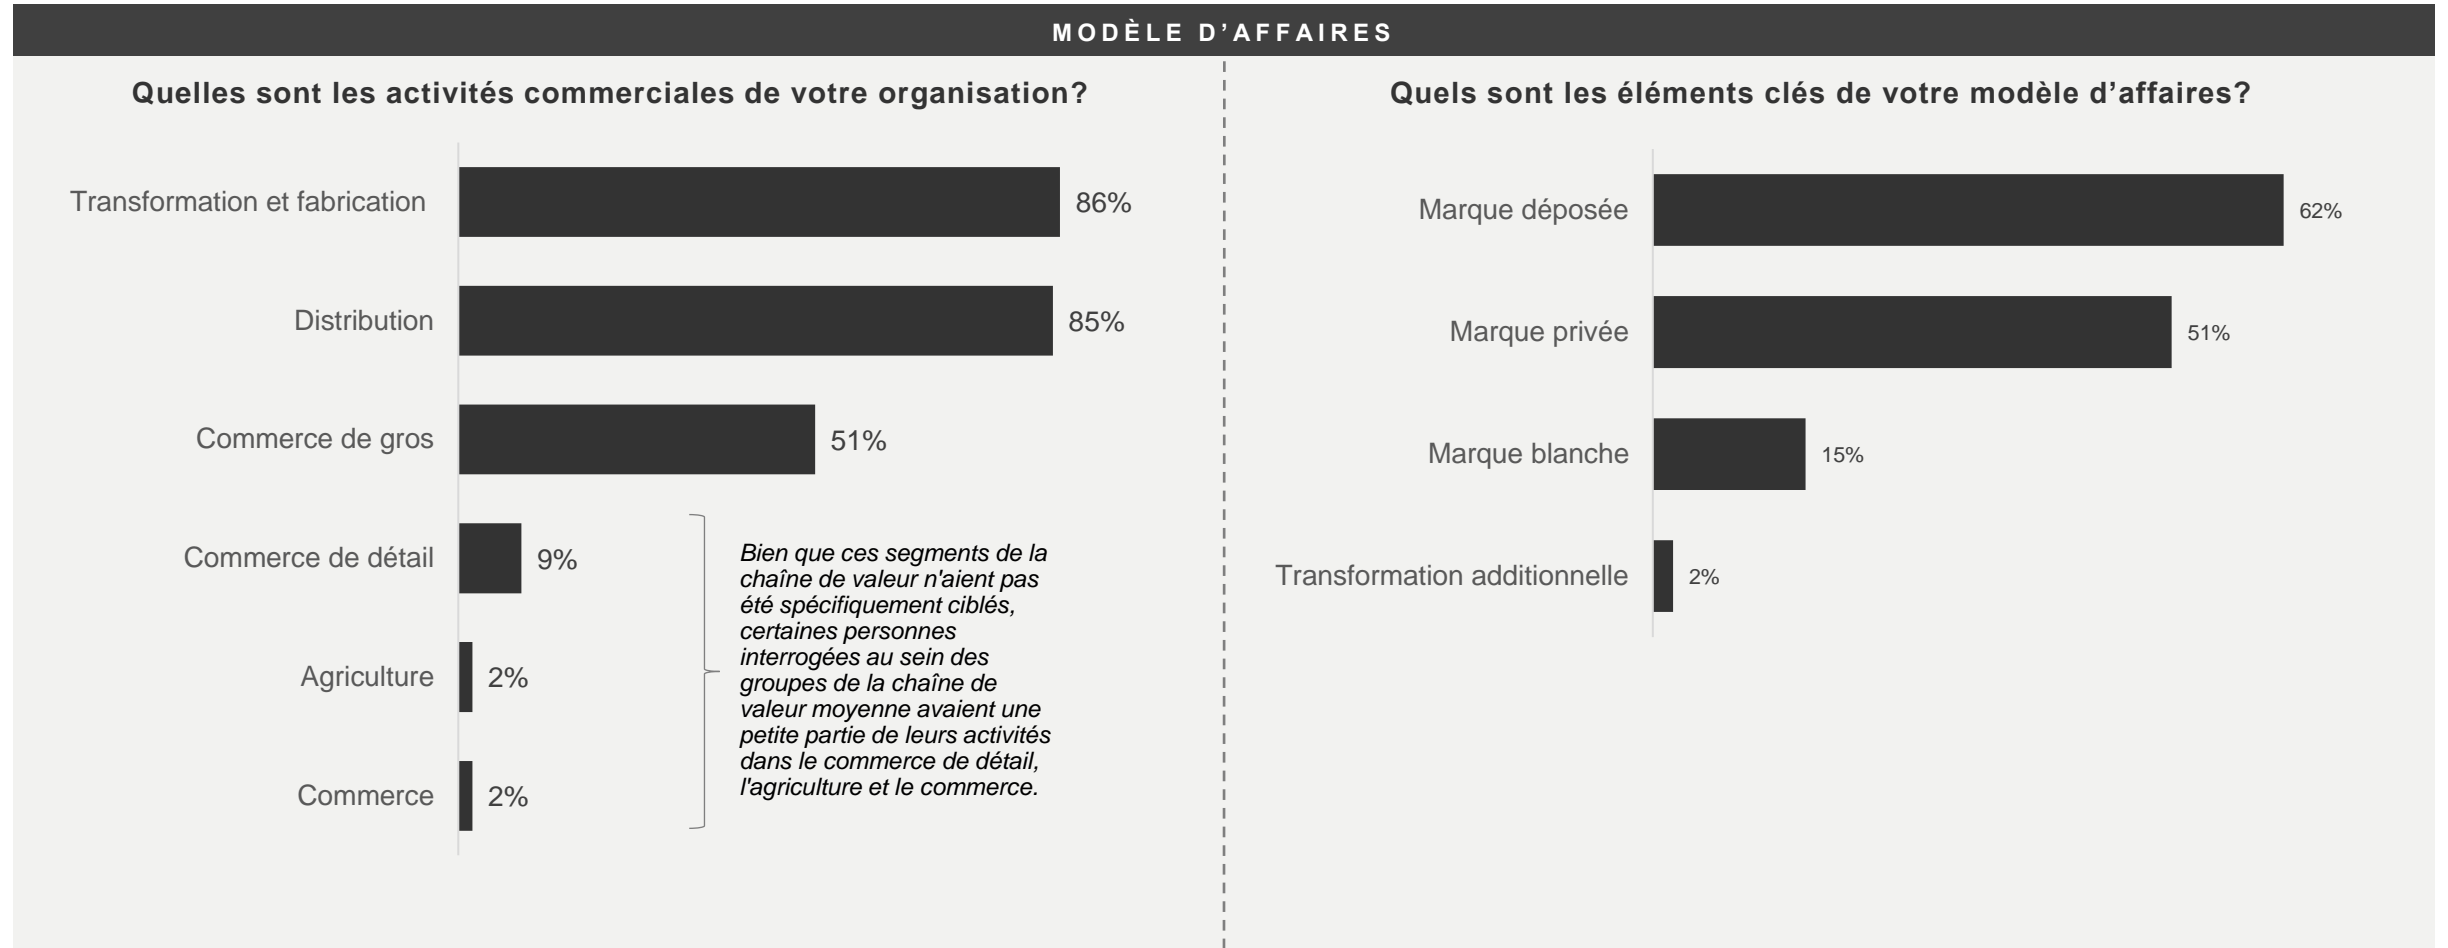 MODÈLE D’AFFAIRES
Quelles sont les activités commerciales de votre organisation?
Transformation et fabrication
86%
Distribution
85%
Commerce de gros
51%
Commerce de détail
9%
Agriculture
2%
Commerce
2%
Bien que ces segments de la
chaîne de valeur n'aient pas
été spécifiquement ciblés,
certaines personnes
interrogées au sein des
groupes de la chaîne de
valeur moyenne avaient une
petite partie de leurs activités
dans le commerce de détail,
l'agriculture et le commerce.
Quels sont les éléments clés de votre modèle d’affaires?
Marque déposée
62%
Marque privée
51%
Marque blanche
15%
Transformation additionnelle
2%